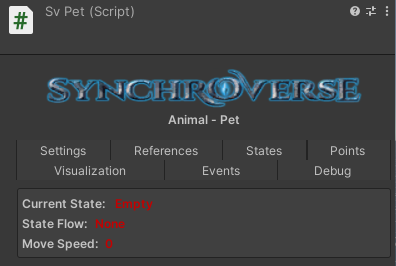 #
Sv Pet (Script)
SYNCHROVERSE
Animal - Pet
Settings References States Points
Visualization Events Debug
Current State: Empty
State Flow: None
Move Speed: 0